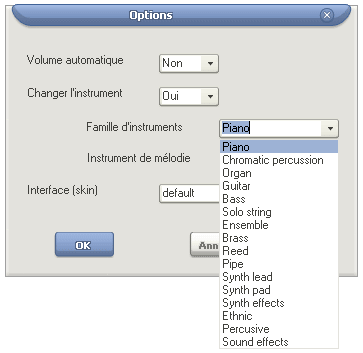 Options
Volume automatique Non
Changer l'instrument Oui
Famille d'instruments Piano
Instrument de mélodie
Interface (skin) default
OK
Piano
Chromatic percussion
Organ
Guitar
Bass
Solo string
Ensemble
Brass
Reed
Pipe
Synth lead
Synth pad
Synth effects
Ethnic
Percusive
Sound effects